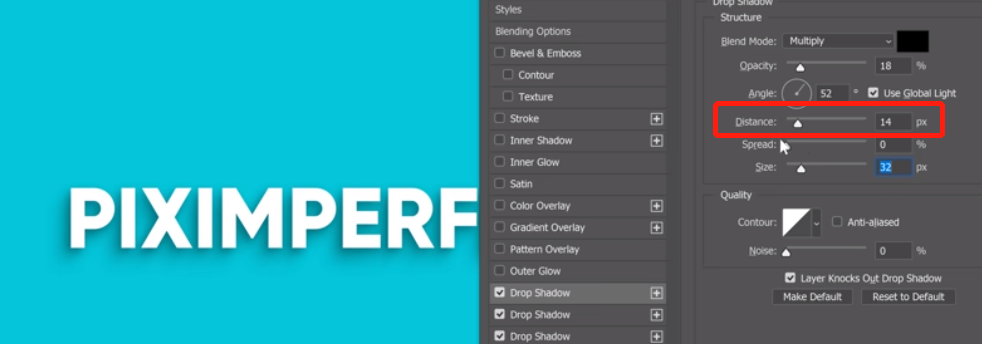 PIXIMPERF
Styles
Blending Options
Bevel & Emboss
Contour
Texture
Stroke
Inner Shadow
Inner Glow
Satin
Color Overlay
Gradient Overlay
Pattern Overlay
Outer Glow
Drop Shadow
Drop Shadow
Drop Shadow
Drop Shadow
Structure
Blend Mode: Multiply
Opacity: 18 %
Angle: 52 ° Use Global Light
Distance: 14 px
Spread: 0 %
Size: 32 px
Quality
Contour: Anti-aliased
Noise: 0 %
Layer Knocks Out Drop Shadow
Make Default Reset to Default